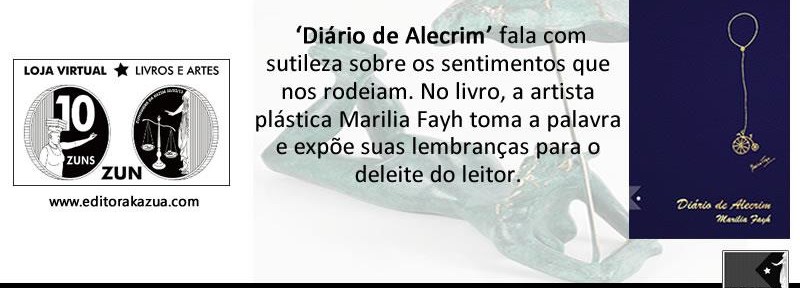 LOJA VIRTUAL ★ LIVROS E ARTES
10
ZUNS
ZUN
www.editorakazua.com
‘Diário de Alecrim’ fala com
sutileza sobre os sentimentos que
nos rodeiam. No livro, a artista
plástica Marilia Fayh toma a palavra
e expõe suas lembranças para o
deleite do leitor.
Diário de Alecrim
Marilia Fayh